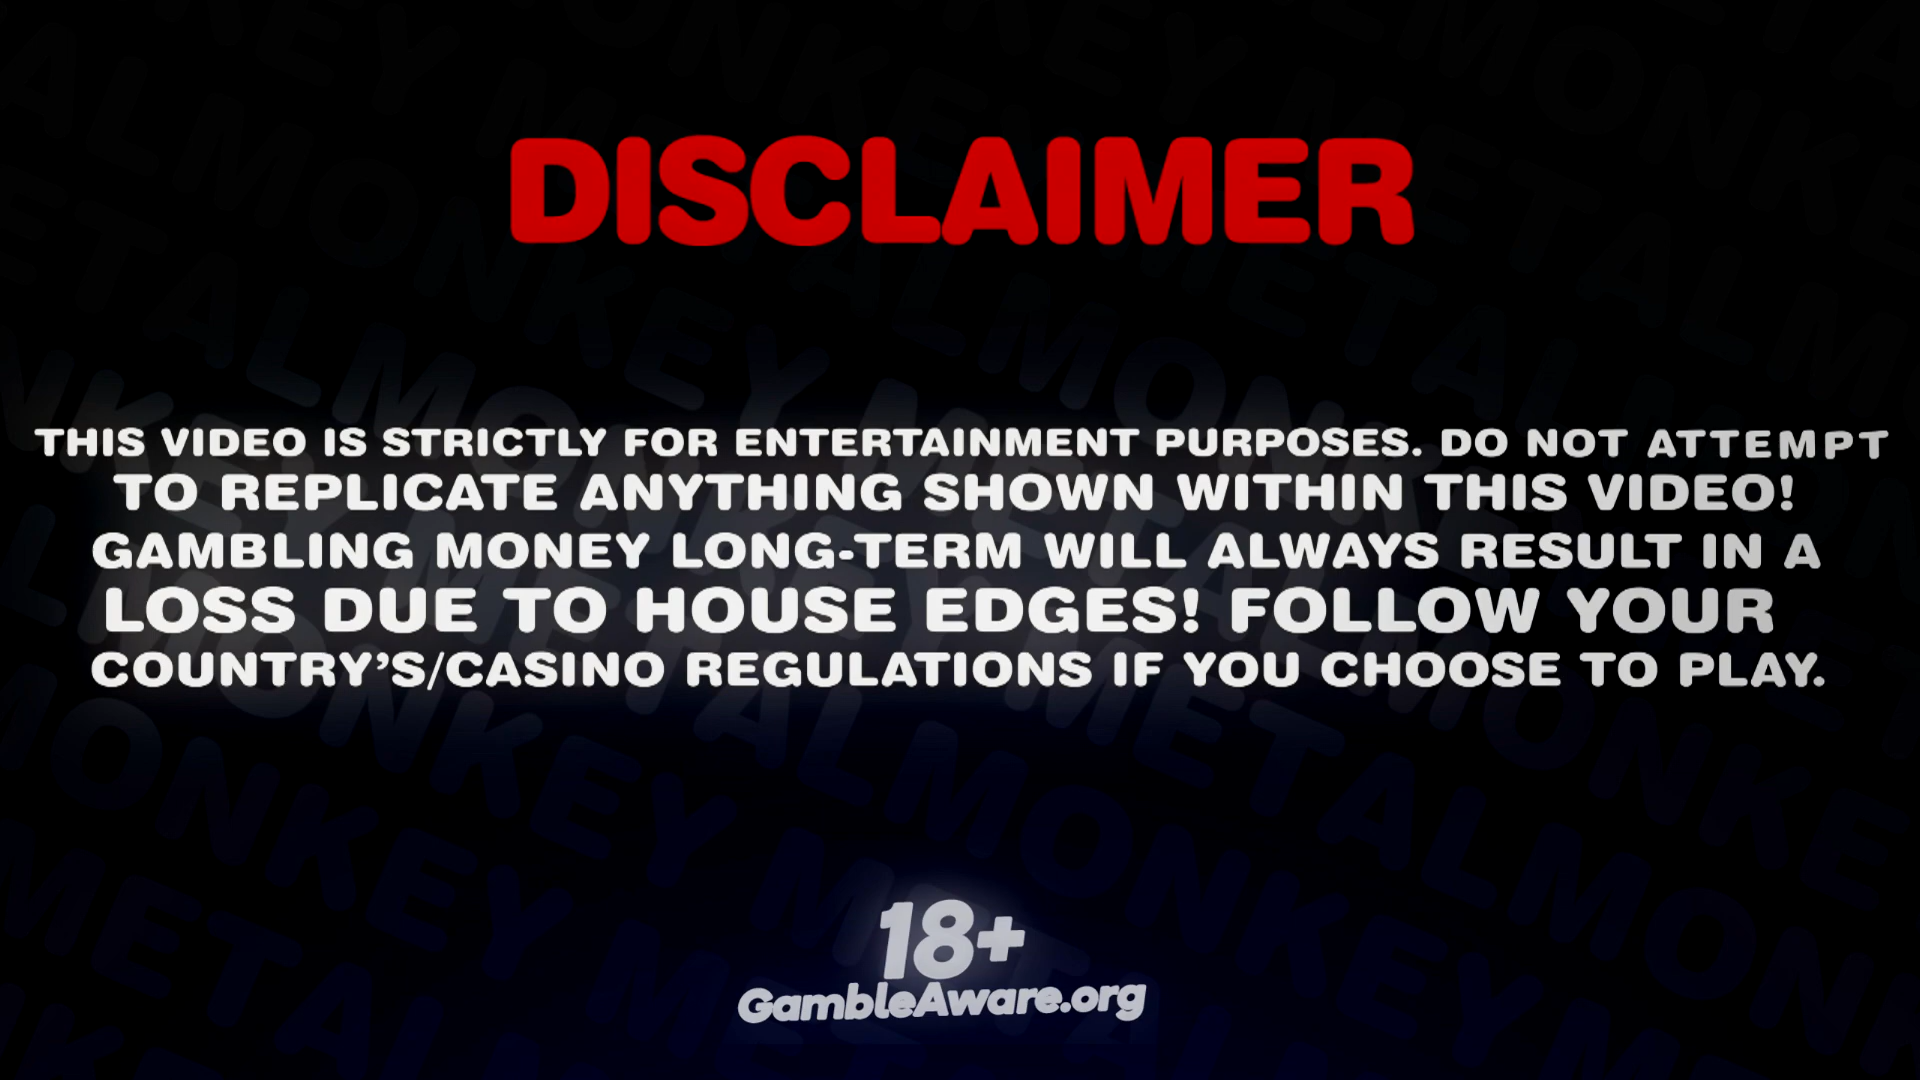 DISCLAIMER
THIS VIDEO IS STRICTLY FOR ENTERTAINMENT PURPOSES. DO NOT ATTEMPT
TO REPLICATE ANYTHING SHOWN WITHIN THIS VIDEO!
GAMBLING MONEY LONG-TERM WILL ALWAYS RESULT IN A
LOSS DUE TO HOUSE EDGES! FOLLOW YOUR
COUNTRY'S/CASINO REGULATIONS IF YOU CHOOSE TO PLAY.
18+
GambleAware.org